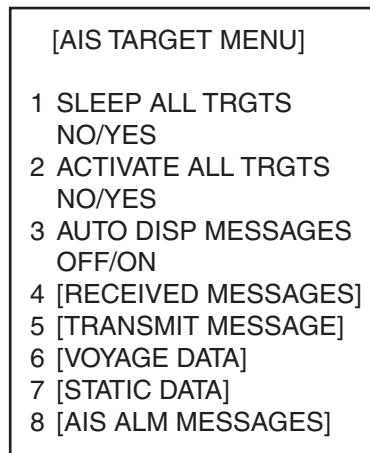 [AIS TARGET MENU]
1 SLEEP ALL TRGTS
NO/YES
2 ACTIVATE ALL TRGTS
NO/YES
3 AUTO DISP MESSAGES
OFF/ON
4 [RECEIVED MESSAGES]
5 [TRANSMIT MESSAGE]
6 [VOYAGE DATA]
7 [STATIC DATA]
8 [AIS ALM MESSAGES]